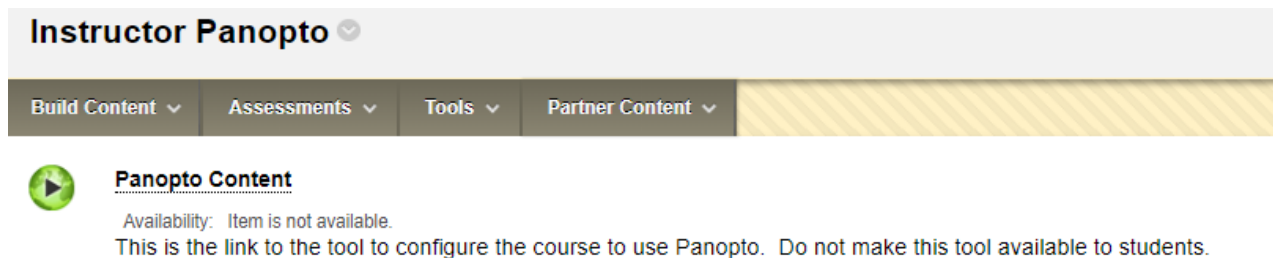 Instructor Panopto
Build Content Assessments Tools Partner Content
Panopto Content
Availability: Item is not available.
This is the link to the tool to configure the course to use Panopto. Do not make this tool available to students.